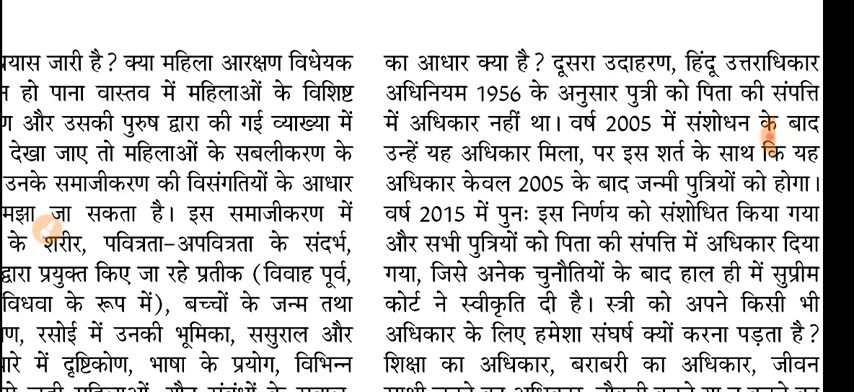 प्रयास जारी है? क्या महिला आरक्षण विधेयक
हो पाना वास्तव में महिलाओं के विशिष्ट
और उसकी पुरुष द्वारा की गई व्याख्या में
देखा जाए तो महिलाओं के सबलीकरण के
उनके समाजीकरण की विसंगतियों के आधार
समझा जा सकता है। इस समाजीकरण में
के शरीर, पवित्रता-अपवित्रता के संदर्भ,
द्वारा प्रयुक्त किए जा रहे प्रतीक (विवाह पूर्व,
विधवा के रूप में), बच्चों के जन्म तथा
रसोई में उनकी भूमिका, ससुराल और
बारे में दृष्टिकोण, भाषा के प्रयोग, विभिन्न
का आधार क्या है? दूसरा उदाहरण, हिंदू उत्तराधिकार
अधिनियम 1956 के अनुसार पुत्री को पिता की संपत्ति
में अधिकार नहीं था। वर्ष 2005 में संशोधन के बाद
उन्हें यह अधिकार मिला, पर इस शर्त के साथ कि यह
अधिकार केवल 2005 के बाद जन्मी पुत्रियों को होगा।
वर्ष 2015 में पुनः इस निर्णय को संशोधित किया गया
और सभी पुत्रियों को पिता की संपत्ति में अधिकार दिया
गया, जिसे अनेक चुनौतियों के बाद हाल ही में सुप्रीम
कोर्ट ने स्वीकृति दी है। स्त्री को अपने किसी भी
अधिकार के लिए हमेशा संघर्ष क्यों करना पड़ता है?
शिक्षा का अधिकार, बराबरी का अधिकार, जीवन